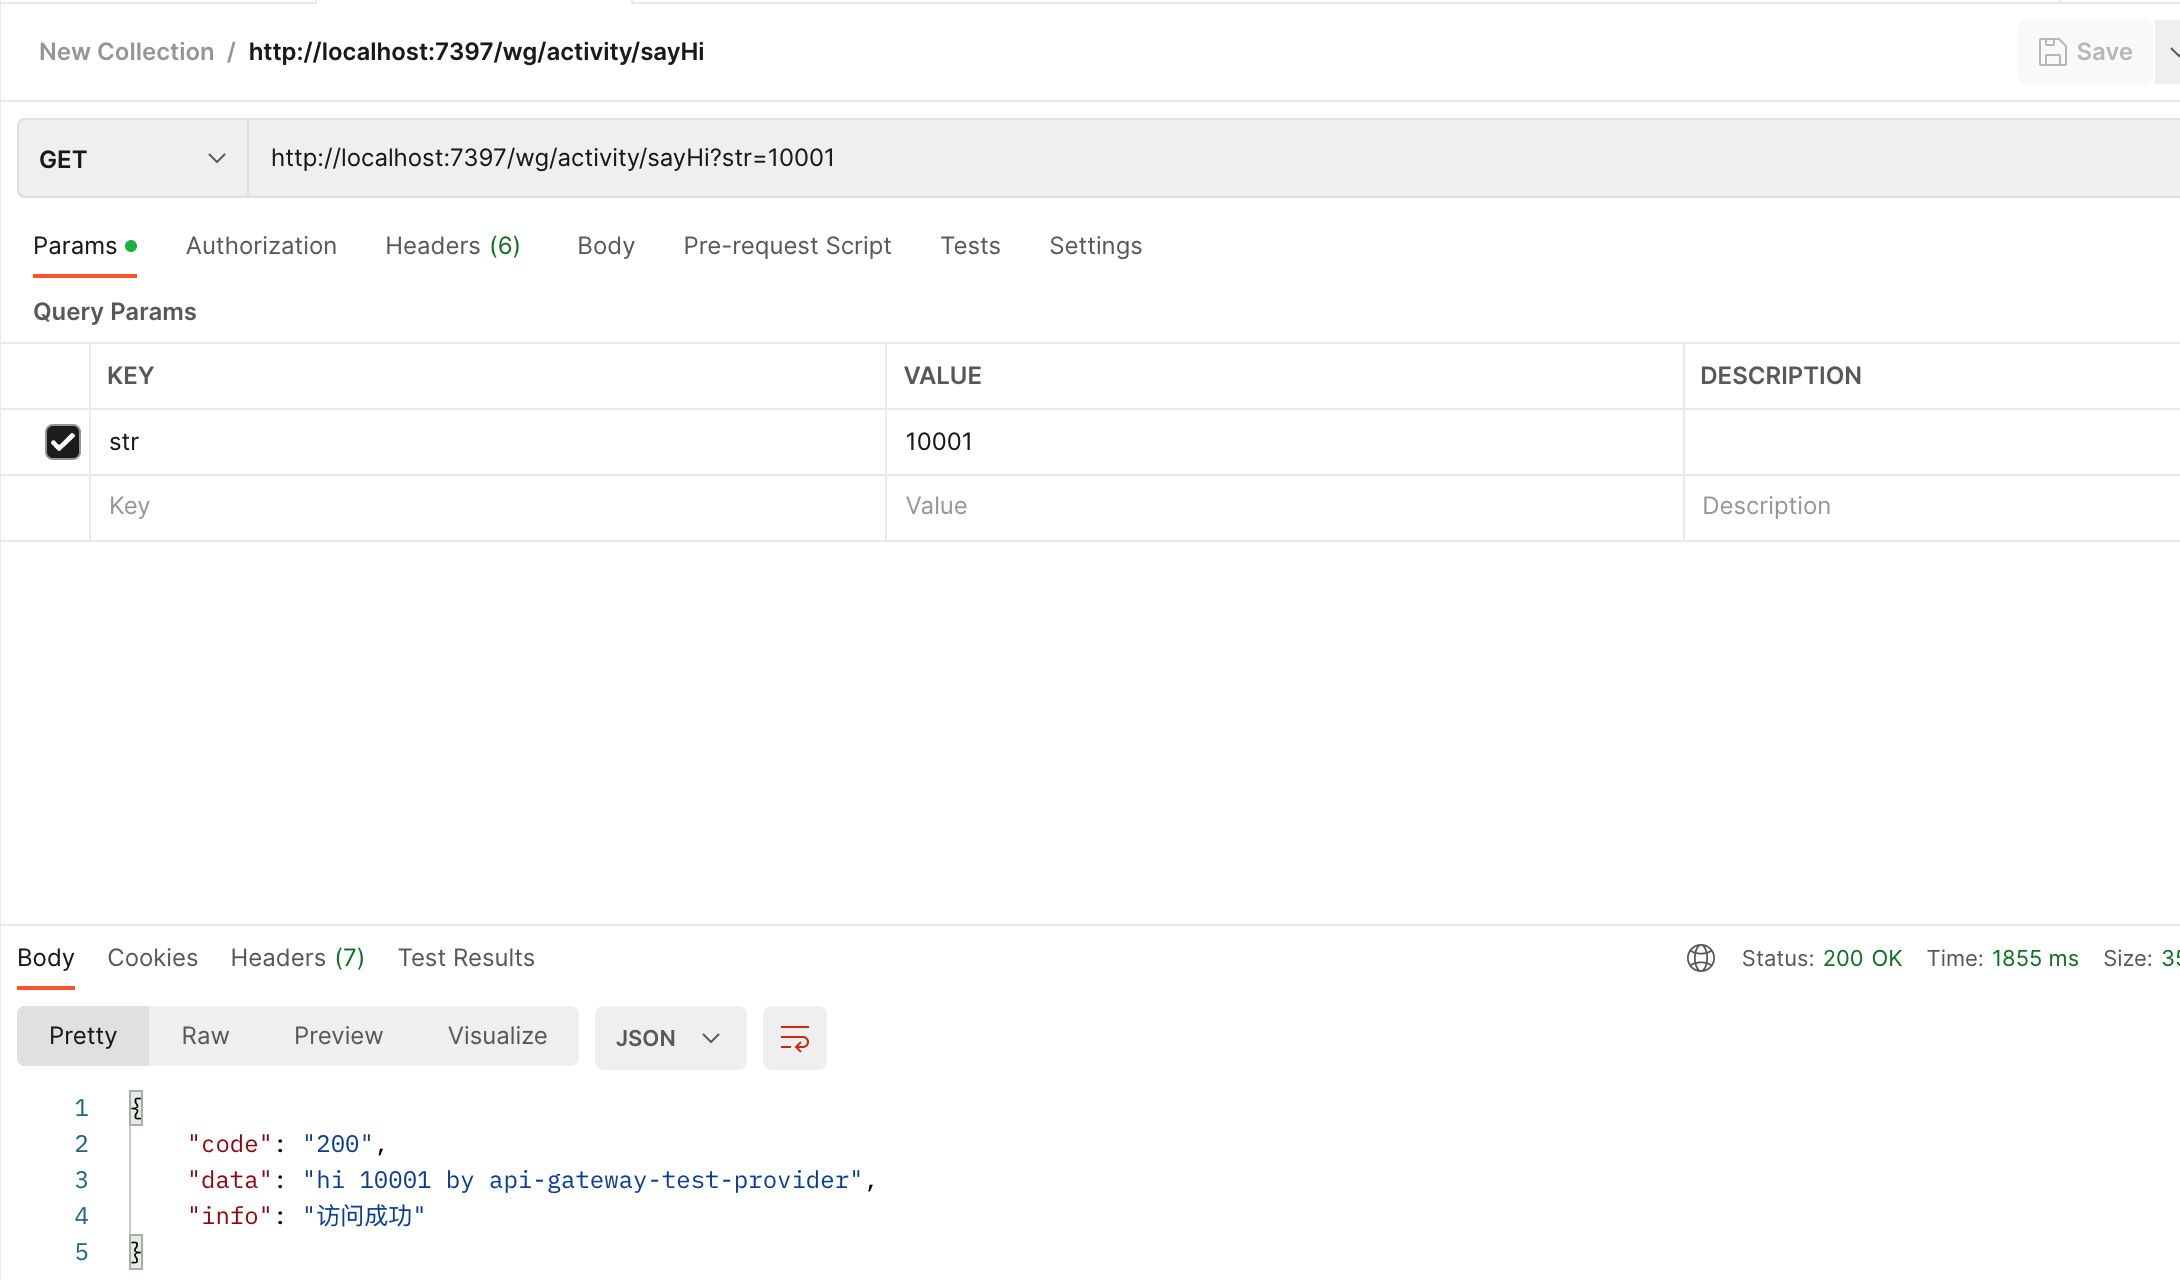 New Collection / http://localhost:7397/wg/activity/sayHi
Save
GET http://localhost:7397/wg/activity/sayHi?str=10001
Params Authorization Headers (6) Body Pre-request Script Tests Settings
Query Params
KEY VALUE DESCRIPTION
str 10001
Key Value Description
Body Cookies Headers (7) Test Results Status: 200 OK Time: 1855 ms Size: 35
Pretty Raw Preview Visualize JSON
1 {
2 "code": "200",
3 "data": "hi 10001 by api-gateway-test-provider",
4 "info": "访问成功"
5 }